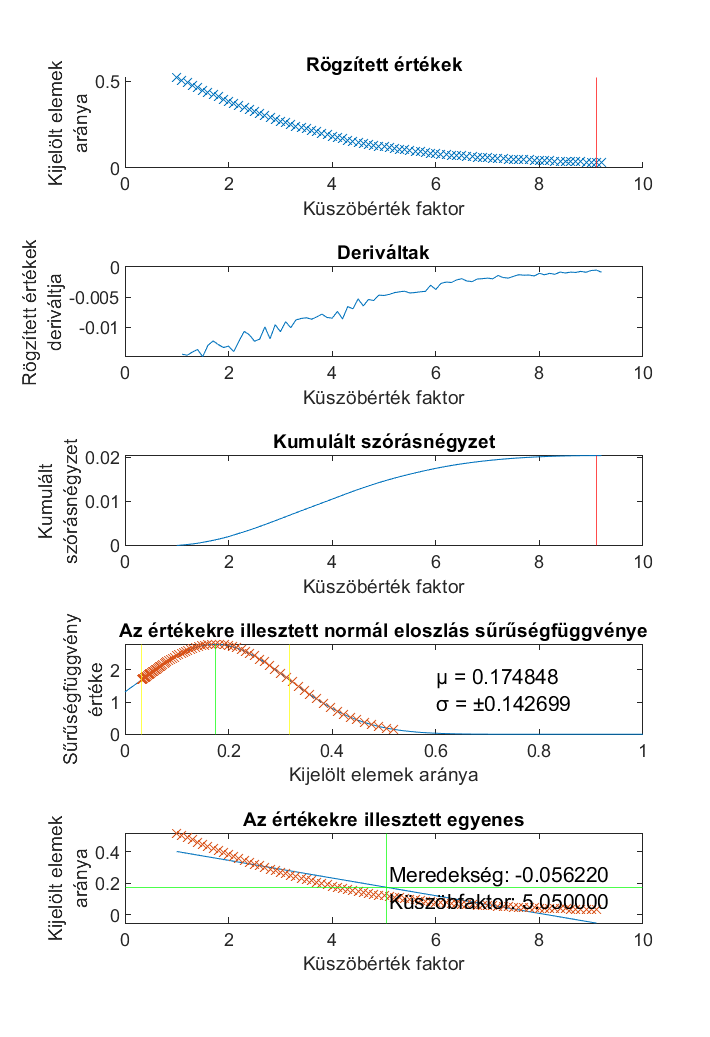 Rögzített értékek
Kijelölt elemek
aránya
0.5
0
0 2 4 6 8 10
Küszöbérték faktor
Deriváltak
Rögzített értékek
deriváltja
0
-0.005
-0.01
0 2 4 6 8 10
Küszöbérték faktor
Kumulált szórásnégyzet
Kumulált
szórásnégyzet
0.02
0.01
0
0 2 4 6 8 10
Küszöbérték faktor
Az értékekre illesztett normál eloszlás sűrűségfüggvénye
Sűrűségfüggvény
értéke
2
1
0
μ = 0.174848
σ = ±0.142699
0 0.2 0.4 0.6 0.8 1
Kijelölt elemek aránya
Az értékekre illesztett egyenes
Kijelölt elemek
aránya
0.4
0.2
0
Meredekség: -0.056220
Küszöbfaktor: 5.050000
0 2 4 6 8 10
Küszöbérték faktor